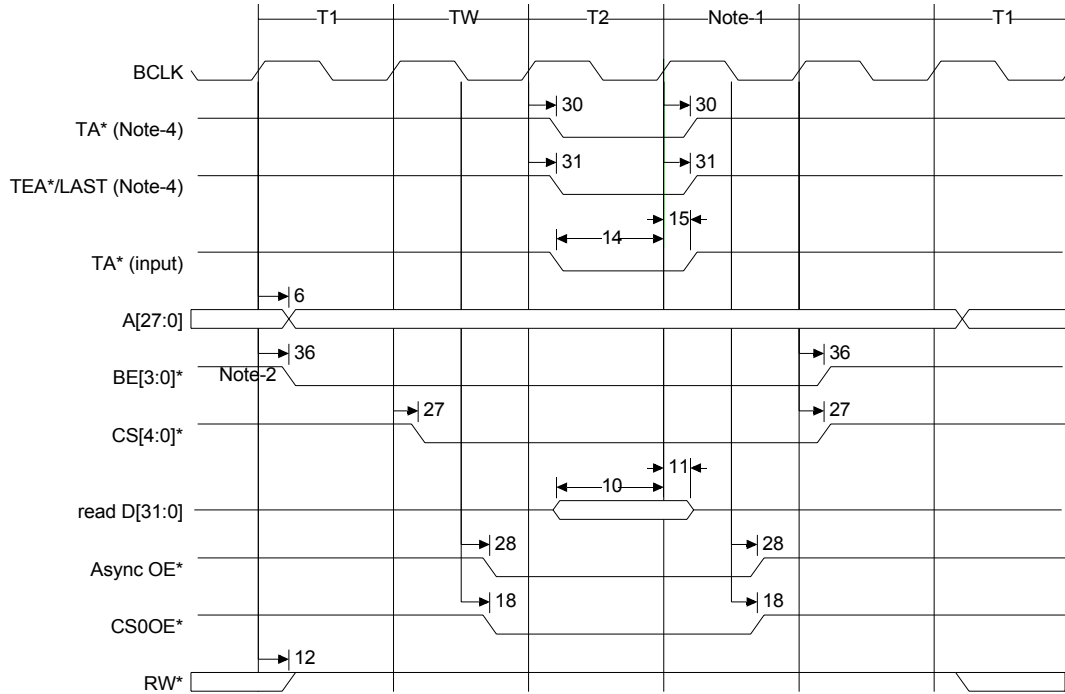 T1 TW T2 Note-1 T1
BCLK
30 30
TA* (Note-4)
31 31
TEA*/LAST (Note-4)
15
14
TA* (input)
6
A[27:0]
36 36
Note-2
BE[3:0]*
27 27
CS[4:0]*
11
10
read D[31:0]
28 28
Async OE*
18 18
CS0OE*
12
RW*